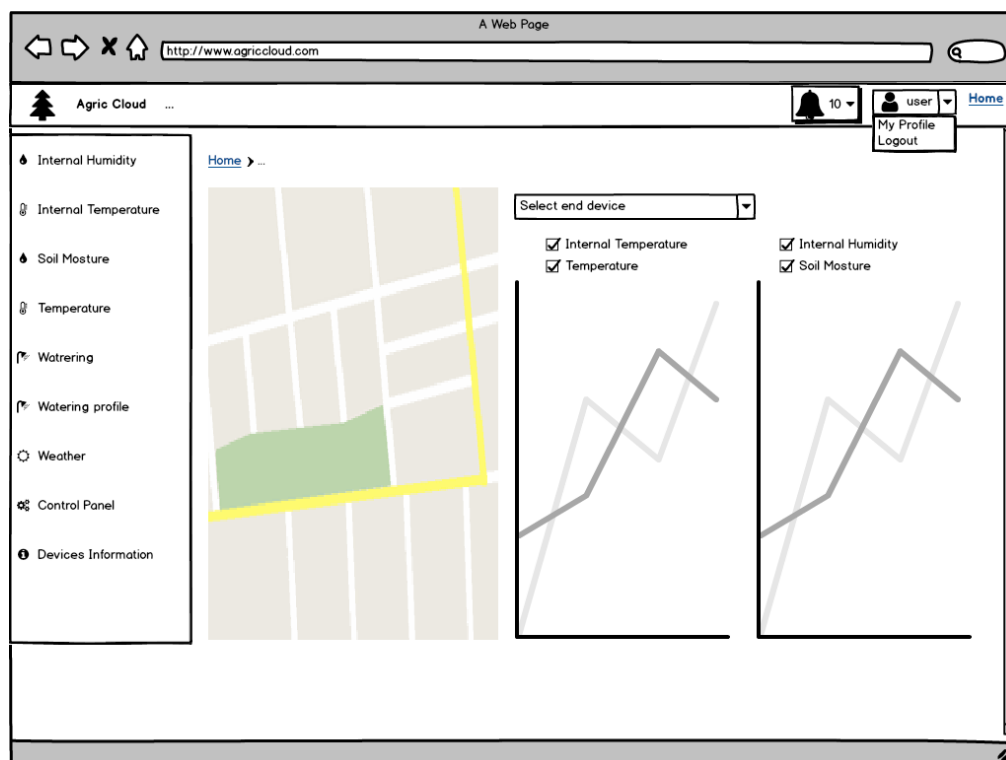 A Web Page
http://www.agriccloud.com
Agric Cloud ...
10
user
Home
My Profile
Logout
Internal Humidity
Internal Temperature
Soil Mosture
Temperature
Watrering
Watering profile
Weather
Control Panel
Devices Information
Home ...
Select end device
Internal Temperature
Temperature
Internal Humidity
Soil Mosture